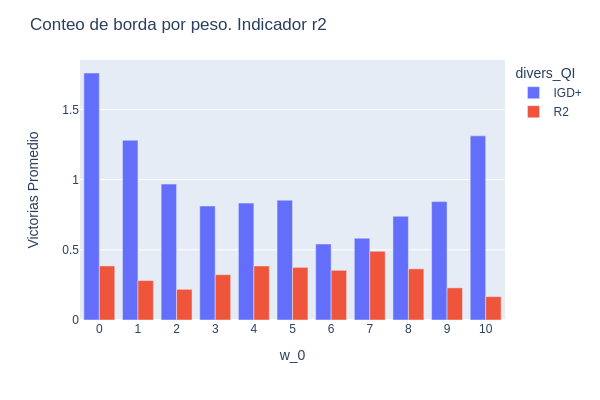 Conteo de borda por peso. Indicador r2
divers_QI
IGD+
R2
Victorias Promedio
1.5
1
0.5
0
0 1 2 3 4 5 6 7 8 9 10
w_0